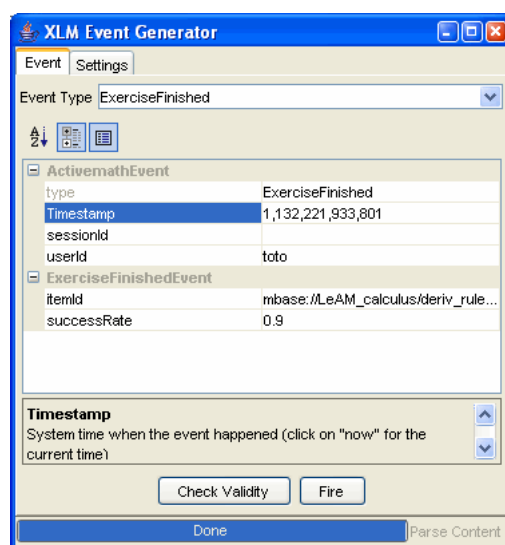 XLM Event Generator
Event Settings
Event Type ExerciseFinished
ActivemathEvent
type ExerciseFinished
Timestamp 1,132,221,933,801
sessionId
userId toto
ExerciseFinishedEvent
itemId mbase://LeAM_calculus/deriv_rule...
successRate 0.9
Timestamp
System time when the event happened (click on "now" for the
current time)
Check Validity Fire
Done Parse Content